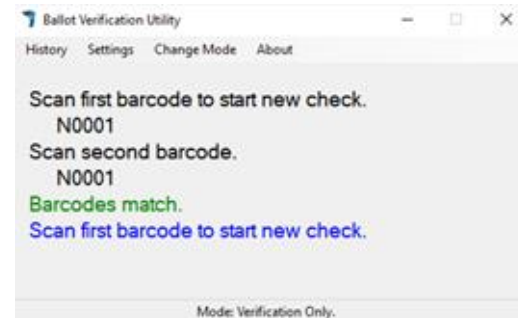 Ballot Verification Utility
History Settings Change Mode About
Scan first barcode to start new check.
N0001
Scan second barcode.
N0001
Barcodes match.
Scan first barcode to start new check.
Mode: Verification Only.